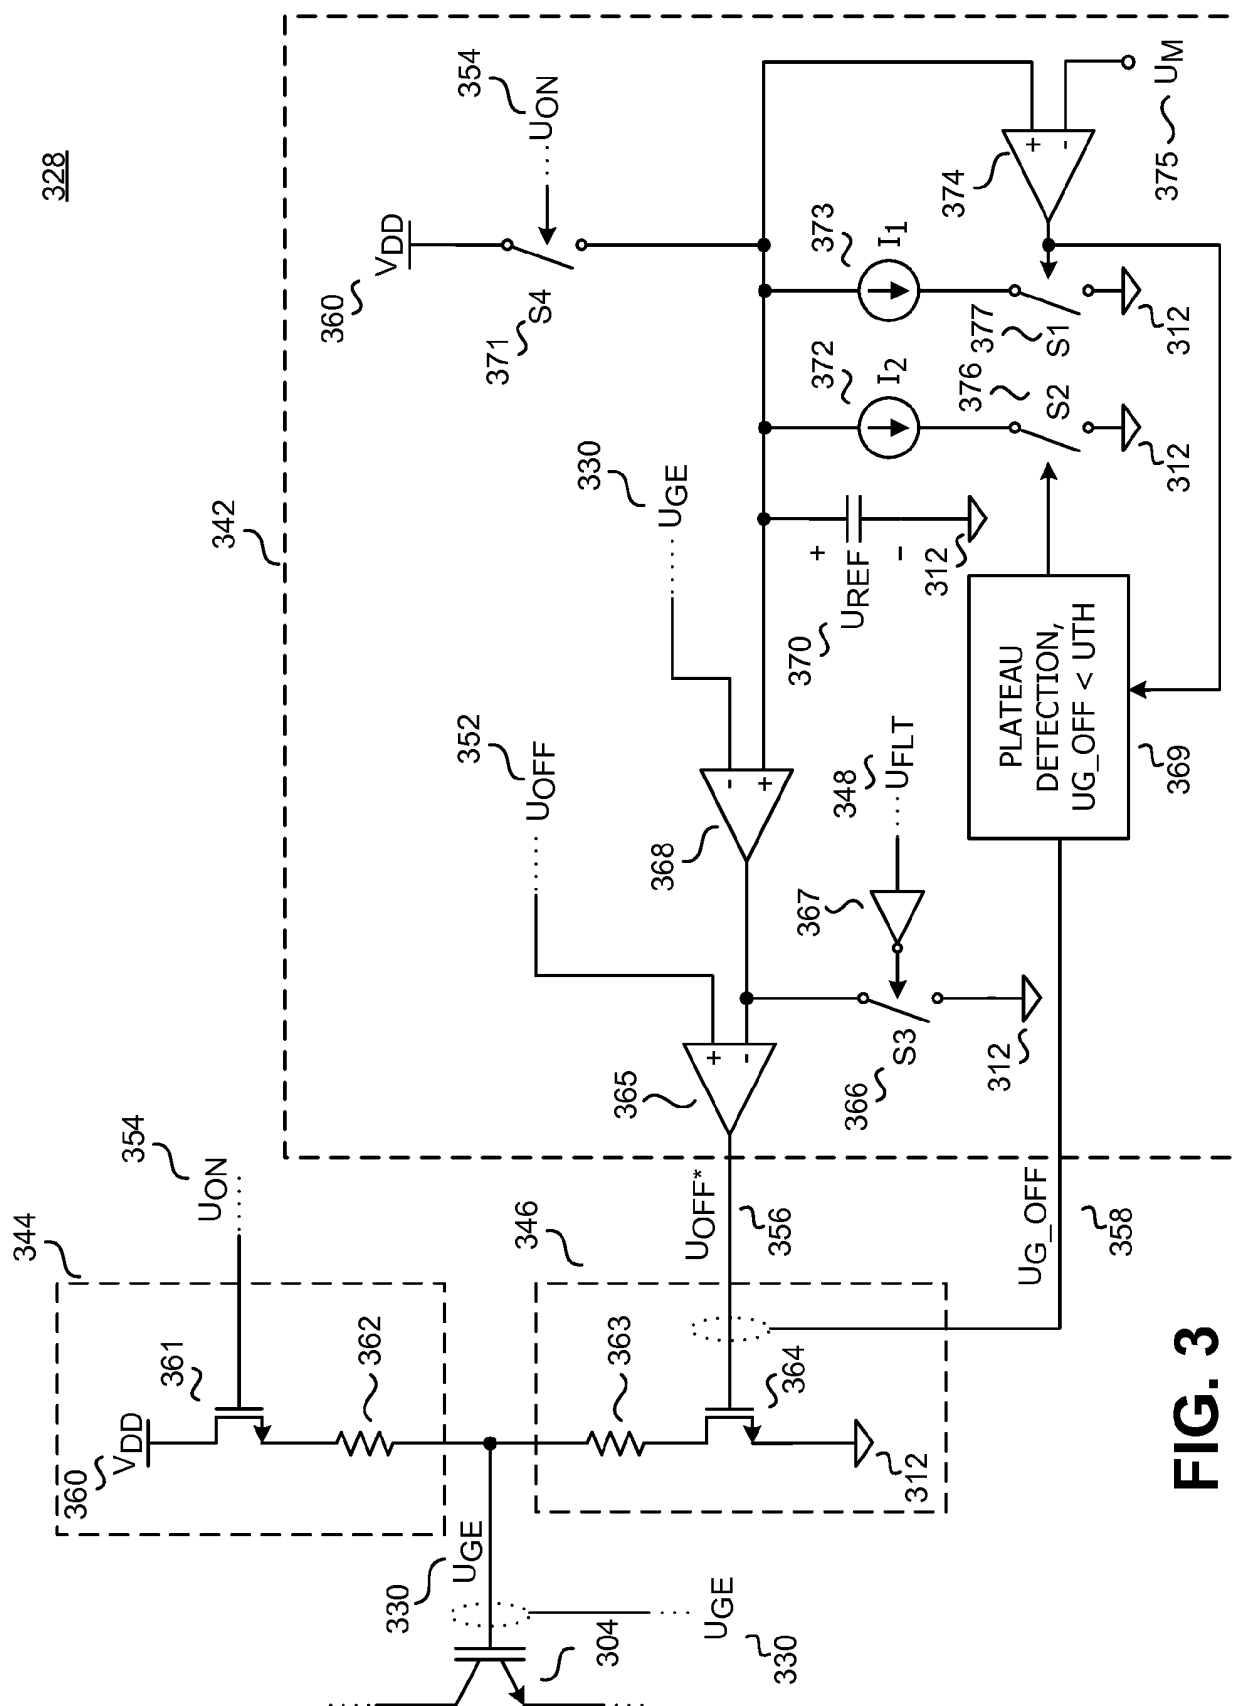 328
342
344
354
UON
360
VDD
361
362
330
UGE
304
UGE
330
346
363
364
312
UOFF*
356
UG_OFF
358
365
352
UOFF
+
-
368
-
+
330
UGE
366
S3
312
367
348
UFLT
370
UREF
+
-
312
PLATEAU
DETECTION,
UG_OFF < UTH
369
360
VDD
371
S4
354
UON
372
I2
376
S2
312
373
I1
377
S1
312
374
+
-
375
UM
FIG. 3